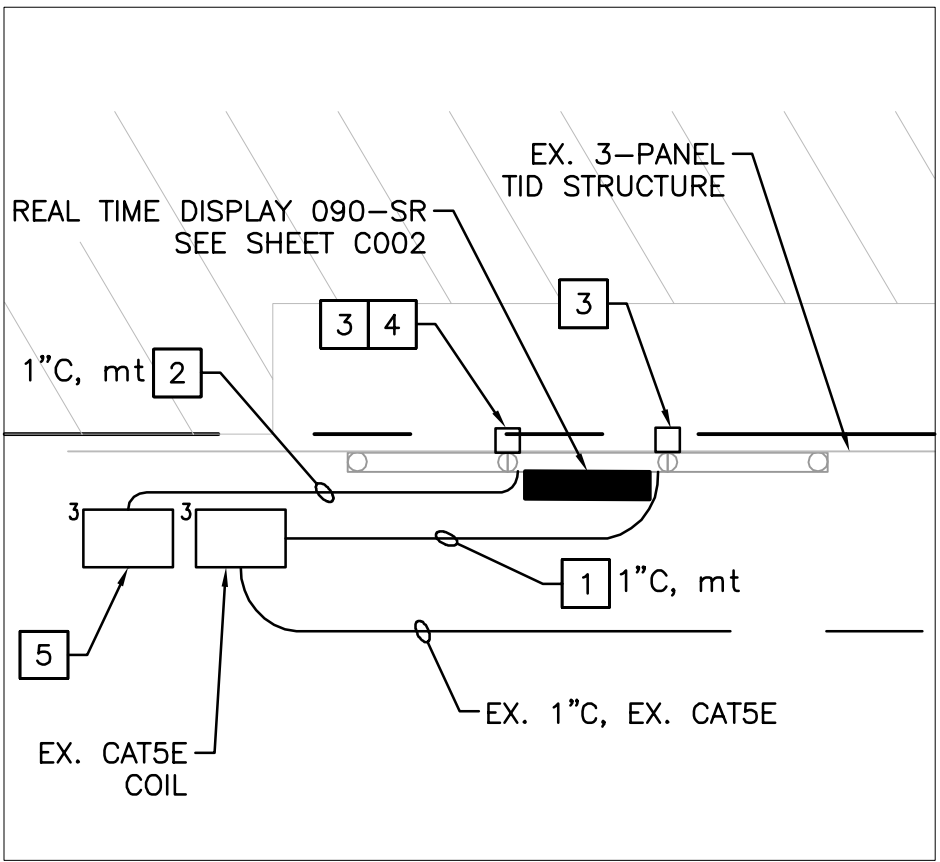 EX. 3-PANEL
TID STRUCTURE
REAL TIME DISPLAY 090-SR
SEE SHEET C002
3
3 4
1"C, mt 2
3
3
1 1"C, mt
5
EX. 1"C, EX. CAT5E
EX. CAT5E
COIL